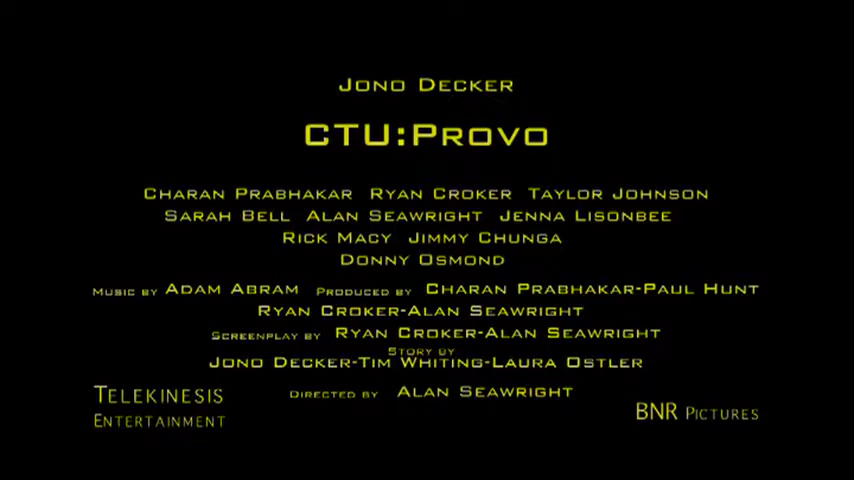 Jono Decker
CTU:Provo
Charan Prabhakar Ryan Croker Taylor Johnson
Sarah Bell Alan Seawright Jenna Lisonbee
Rick Macy Jimmy Chunga
Donny Osmond
Music by Adam Abram Produced by Charan Prabhakar-Paul Hunt
Ryan Croker-Alan Seawright
Screenplay by Ryan Croker-Alan Seawright
Story by
Jono Decker-Tim Whiting-Laura Ostler
Telekinesis
Entertainment
Directed by Alan Seawright
BNR Pictures